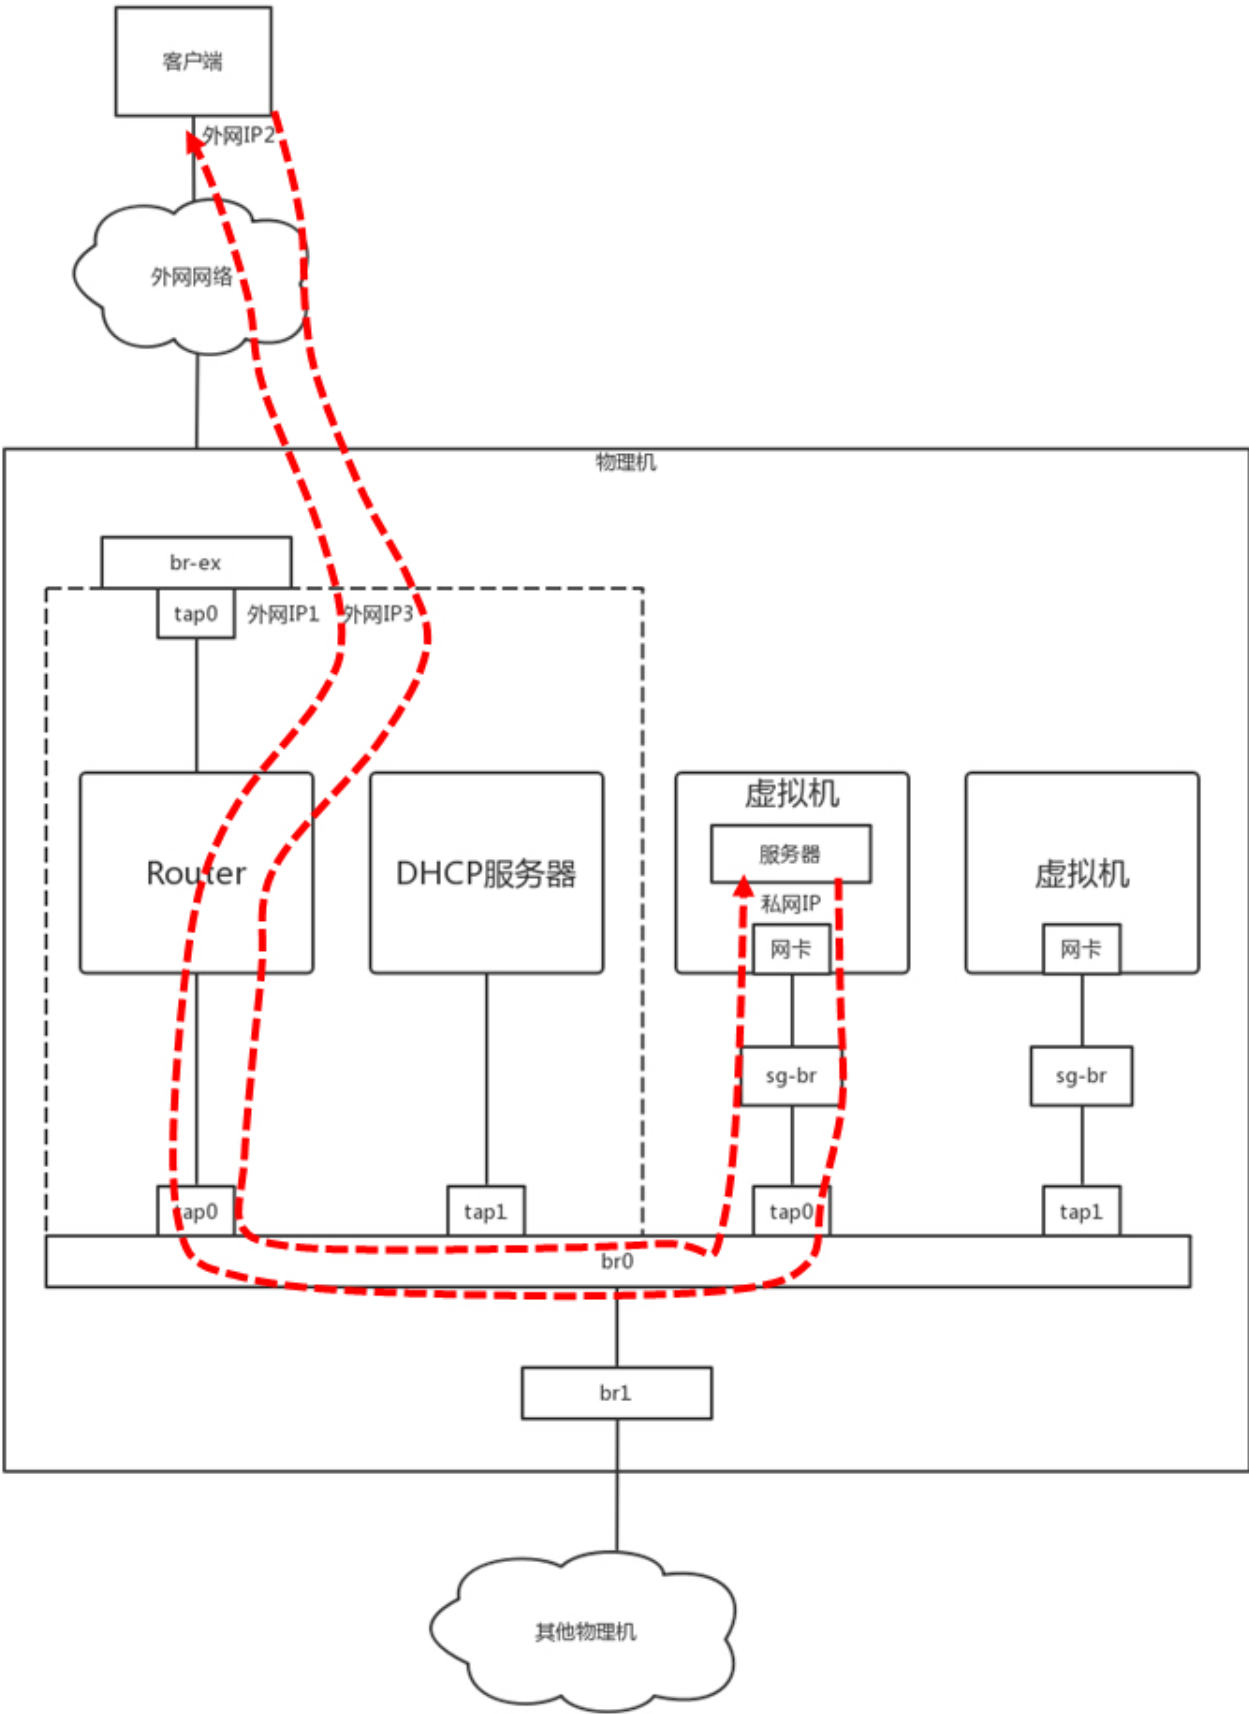 客户端
外网IP2
外网网络
物理机
br-ex
tap0
外网IP1
外网IP3
Router
DHCP服务器
虚拟机
服务器
私网IP
网卡
虚拟机
网卡
sg-br
sg-br
tap0
tap1
tap0
tap1
br0
br1
其他物理机